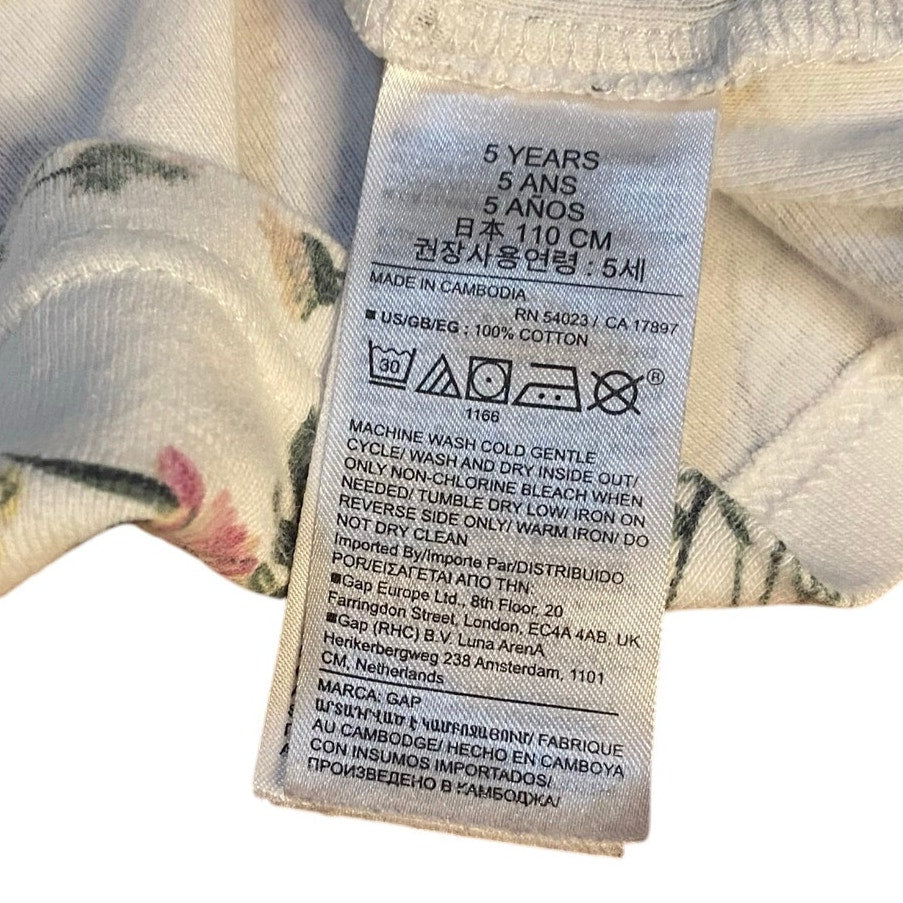 5 YEARS
5 ANS
5 AÑOS
日本 110 CM
권장사용연령 : 5세
MADE IN CAMBODIA
RN 54023 / CA 17897
■ US/GB/EG : 100% COTTON
30
®
1166
MACHINE WASH COLD GENTLE
CYCLE/ WASH AND DRY INSIDE OUT/
ONLY NON-CHLORINE BLEACH WHEN
NEEDED/ TUMBLE DRY LOW/ IRON ON
REVERSE SIDE ONLY/ WARM IRON/ DO
NOT DRY CLEAN
Imported By/Importe Par/DISTRIBUIDO
POR/ΕΙΣΑΓΕΤΑΙ ΑΠΟ ΤΗΝ.
■Gap Europe Ltd., 8th Floor, 20
Farringdon Street, London, EC4A 4AB, UK
■Gap (RHC) B.V. Luna ArenA
Herikerbergweg 238 Amsterdam, 1101
CM, Netherlands
MARCA: GAP
ԱՐՏԱԴՐՎԱԾ Է ԿԱՄԲՈՋԱՅՈՒՄ/ FABRIQUE
AU CAMBODGE/ HECHO EN CAMBOYA
CON INSUMOS IMPORTADOS/
ПРОИЗВЕДЕНО В КАМБОДЖА/